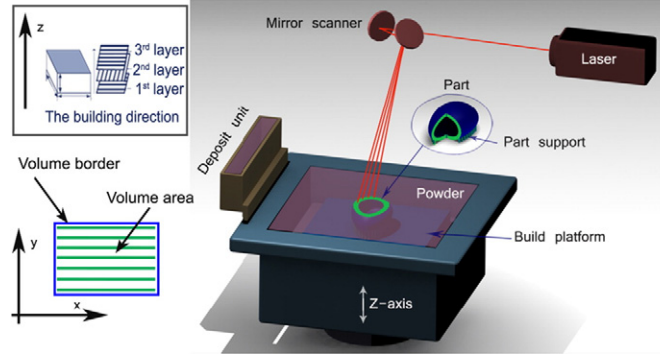 z
3rd layer
2nd layer
1st layer
The building direction
Volume border
Volume area
y
x
Mirror scanner
Laser
Part
Part support
Deposit unit
Powder
Build platform
Z-axis